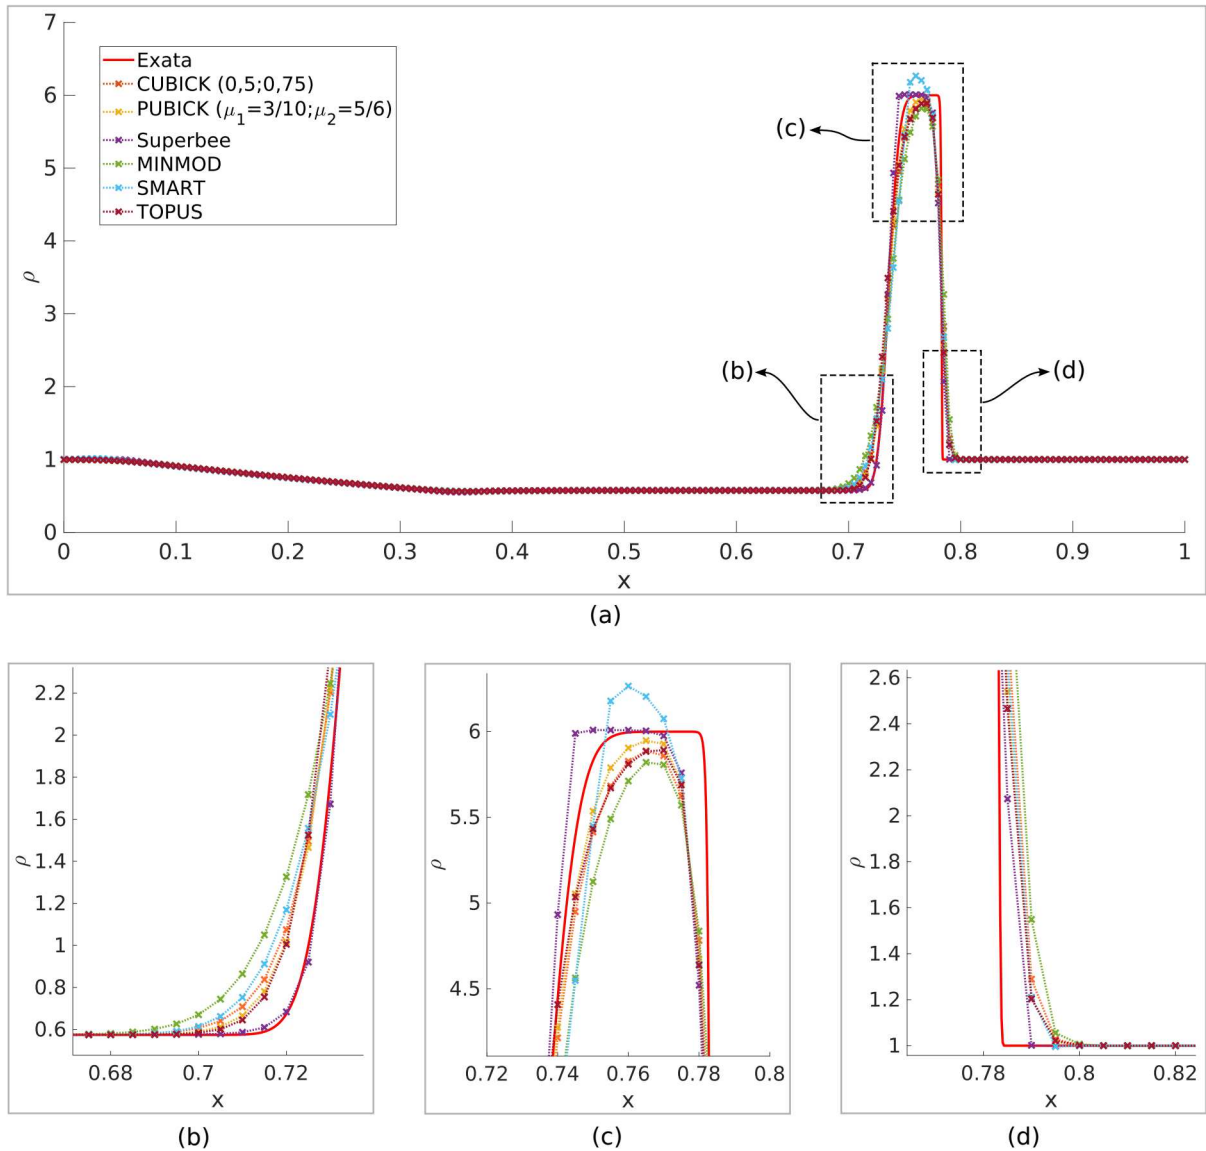 7
6
5
4
3
2
1
0
ρ
Exata
CUBICK (0,5;0,75)
PUBICK (μ1=3/10;μ2=5/6)
Superbee
MINMOD
SMART
TOPUS
(c)
(b)
(d)
0 0.1 0.2 0.3 0.4 0.5 0.6 0.7 0.8 0.9 1
x
(a)
2.2
2
1.8
1.6
1.4
1.2
1
0.8
0.6
ρ
0.68 0.7 0.72
x
(b)
6
5.5
5
4.5
ρ
0.72 0.74 0.76 0.78 0.8
x
(c)
2.6
2.4
2.2
2
1.8
1.6
1.4
1.2
1
ρ
0.78 0.8 0.82
x
(d)